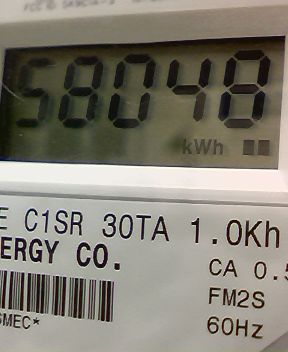 58048
kWh
E C1SR 30TA 1.0Kh
ERGY CO.
CA 0.5
FM2S
SMEC*
60Hz